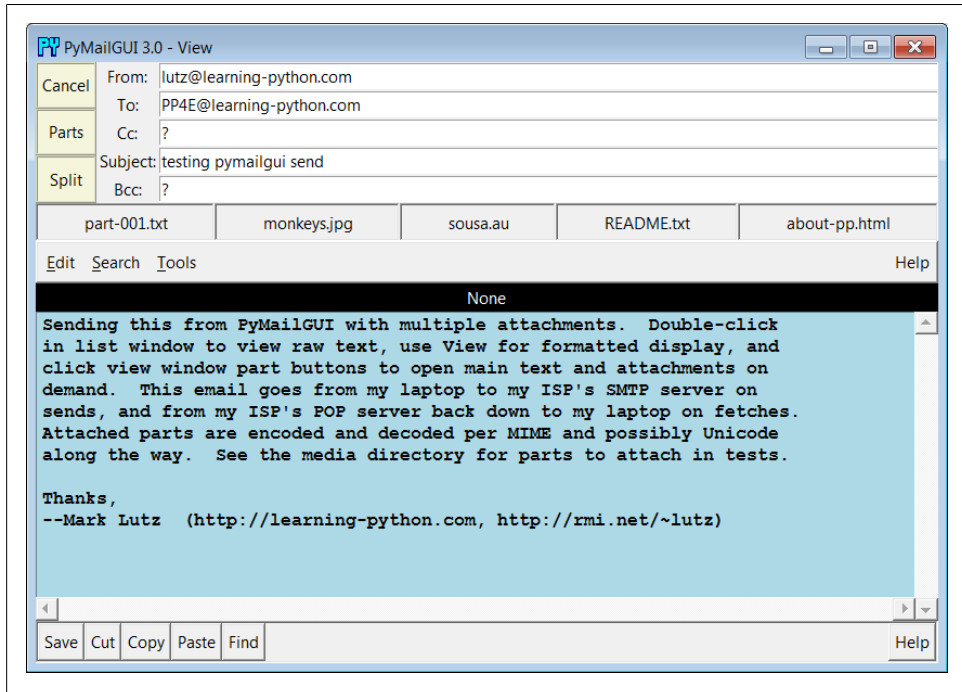 PY PyMailGUI 3.0 - View
Cancel From: lutz@learning-python.com
To: PP4E@learning-python.com
Parts Cc: ?
Subject: testing pymailgui send
Split Bcc: ?
part-001.txt monkeys.jpg sousa.au README.txt about-pp.html
Edit Search Tools Help
None
Sending this from PyMailGUI with multiple attachments.  Double-click
in list window to view raw text, use View for formatted display, and
click view window part buttons to open main text and attachments on
demand.  This email goes from my laptop to my ISP's SMTP server on
sends, and from my ISP's POP server back down to my laptop on fetches.
Attached parts are encoded and decoded per MIME and possibly Unicode
along the way.  See the media directory for parts to attach in tests.
Thanks,
--Mark Lutz  (http://learning-python.com, http://rmi.net/~lutz)
Save Cut Copy Paste Find Help